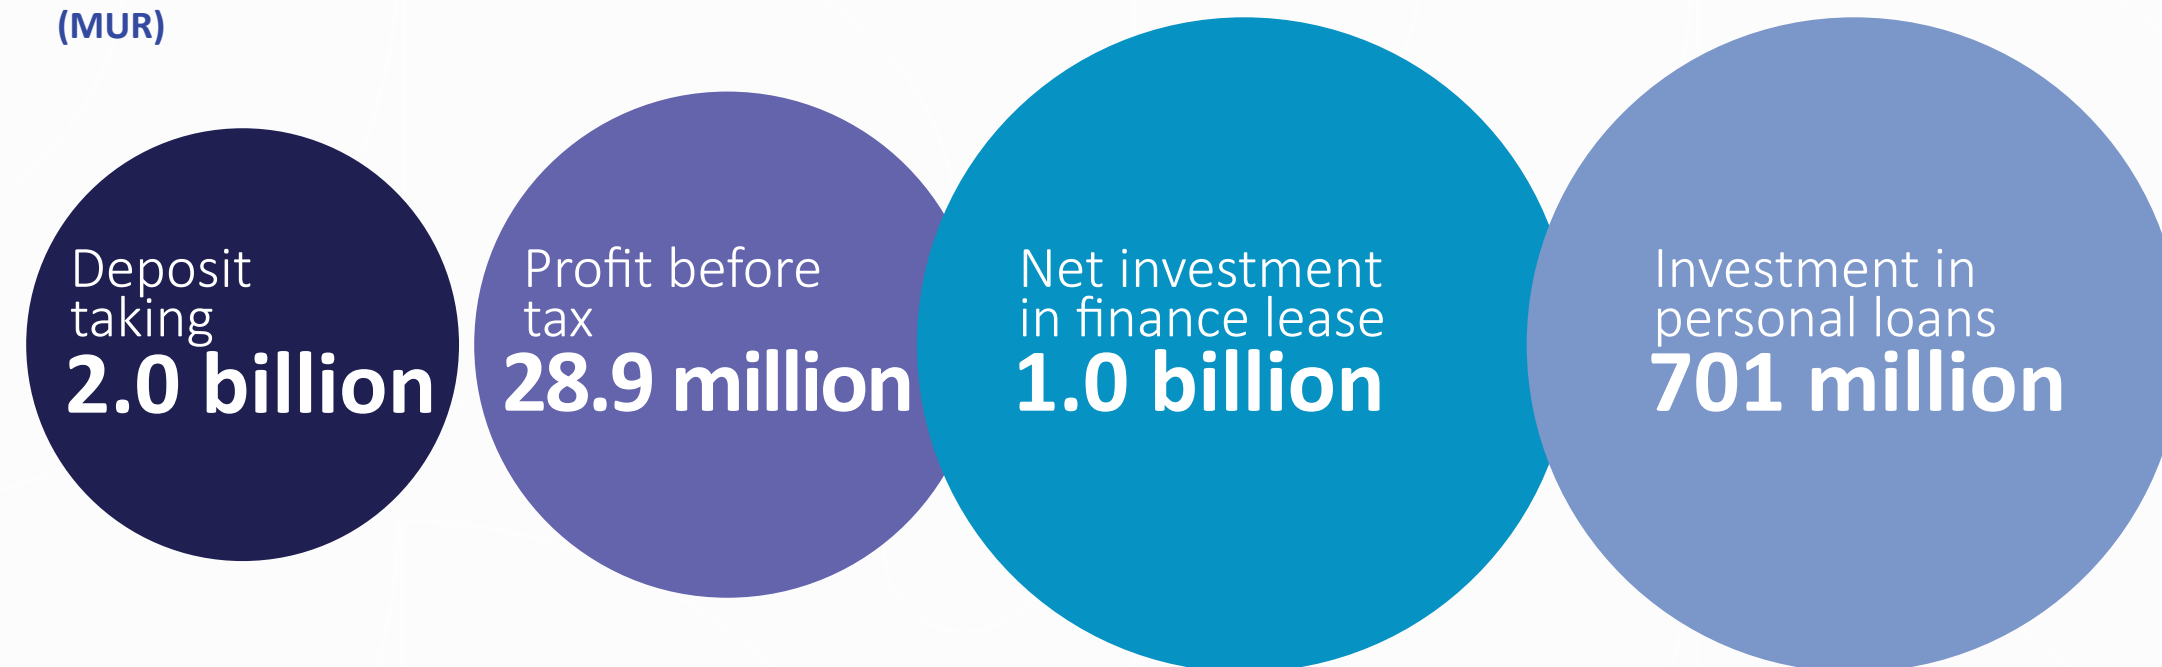 (MUR)
Deposit
taking
2.0 billion
Profit before
tax
28.9 million
Net investment
in finance lease
1.0 billion
Investment in
personal loans
701 million